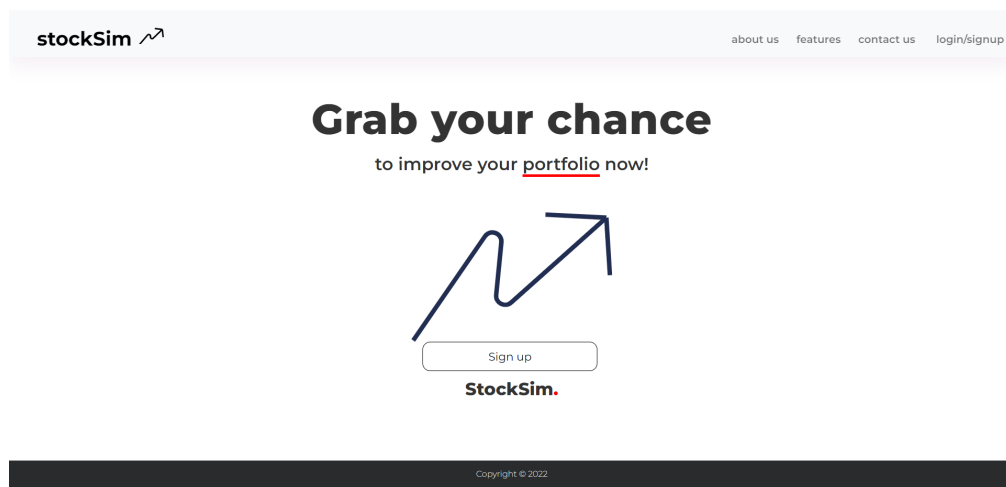 stockSim
about us features contact us login/signup
Grab your chance
to improve your portfolio now!
Sign up
StockSim.
Copyright © 2022